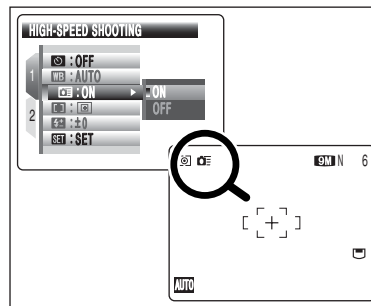 HIGH-SPEED SHOOTING
1
2
: OFF
WB : AUTO
: ON
: 
: ±0
SET : SET
ON
OFF
9M N 6
AUTO